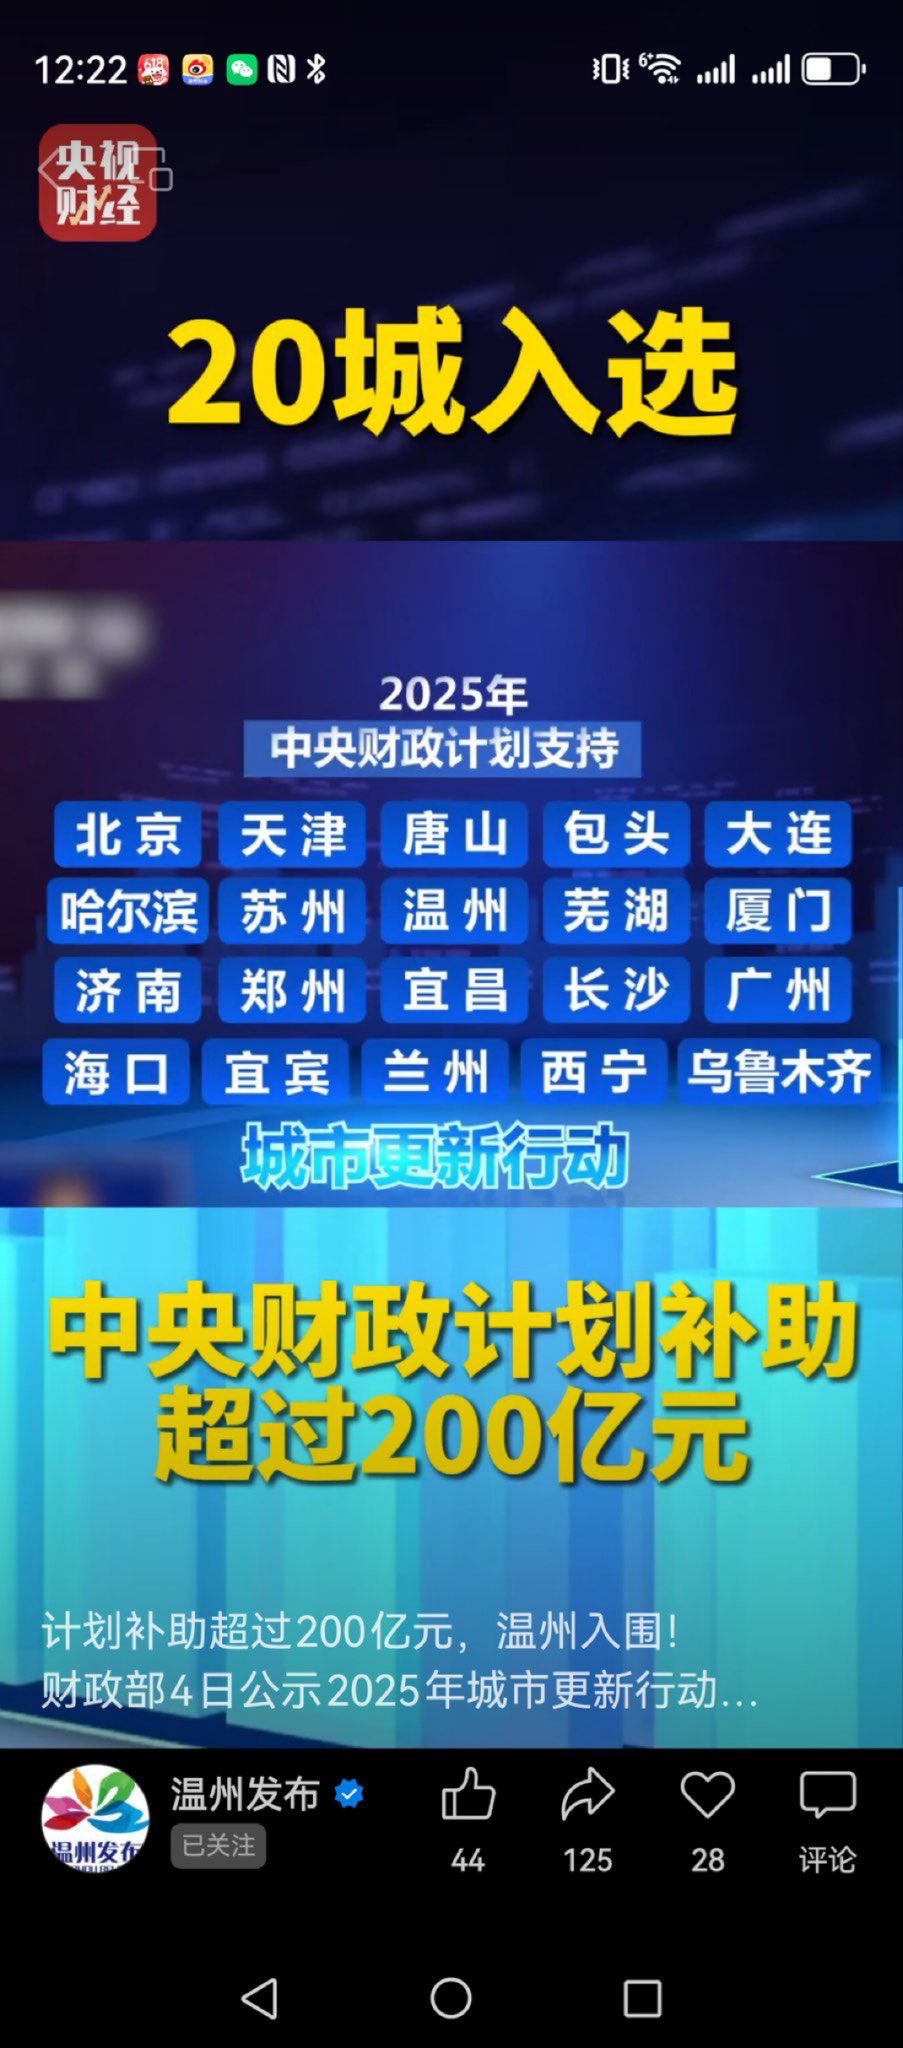 12:22
央视
财经
20城入选
2025年
中央财政计划支持
北京 天津 唐山 包头 大连
哈尔滨 苏州 温州 芜湖 厦门
济南 郑州 宜昌 长沙 广州
海口 宜宾 兰州 西宁 乌鲁木齐
城市更新行动
中央财政计划补助
超过200亿元
计划补助超过200亿元，温州入围！
财政部4日公示2025年城市更新行动...
温州发布
温州发布
已关注
44 125 28 评论